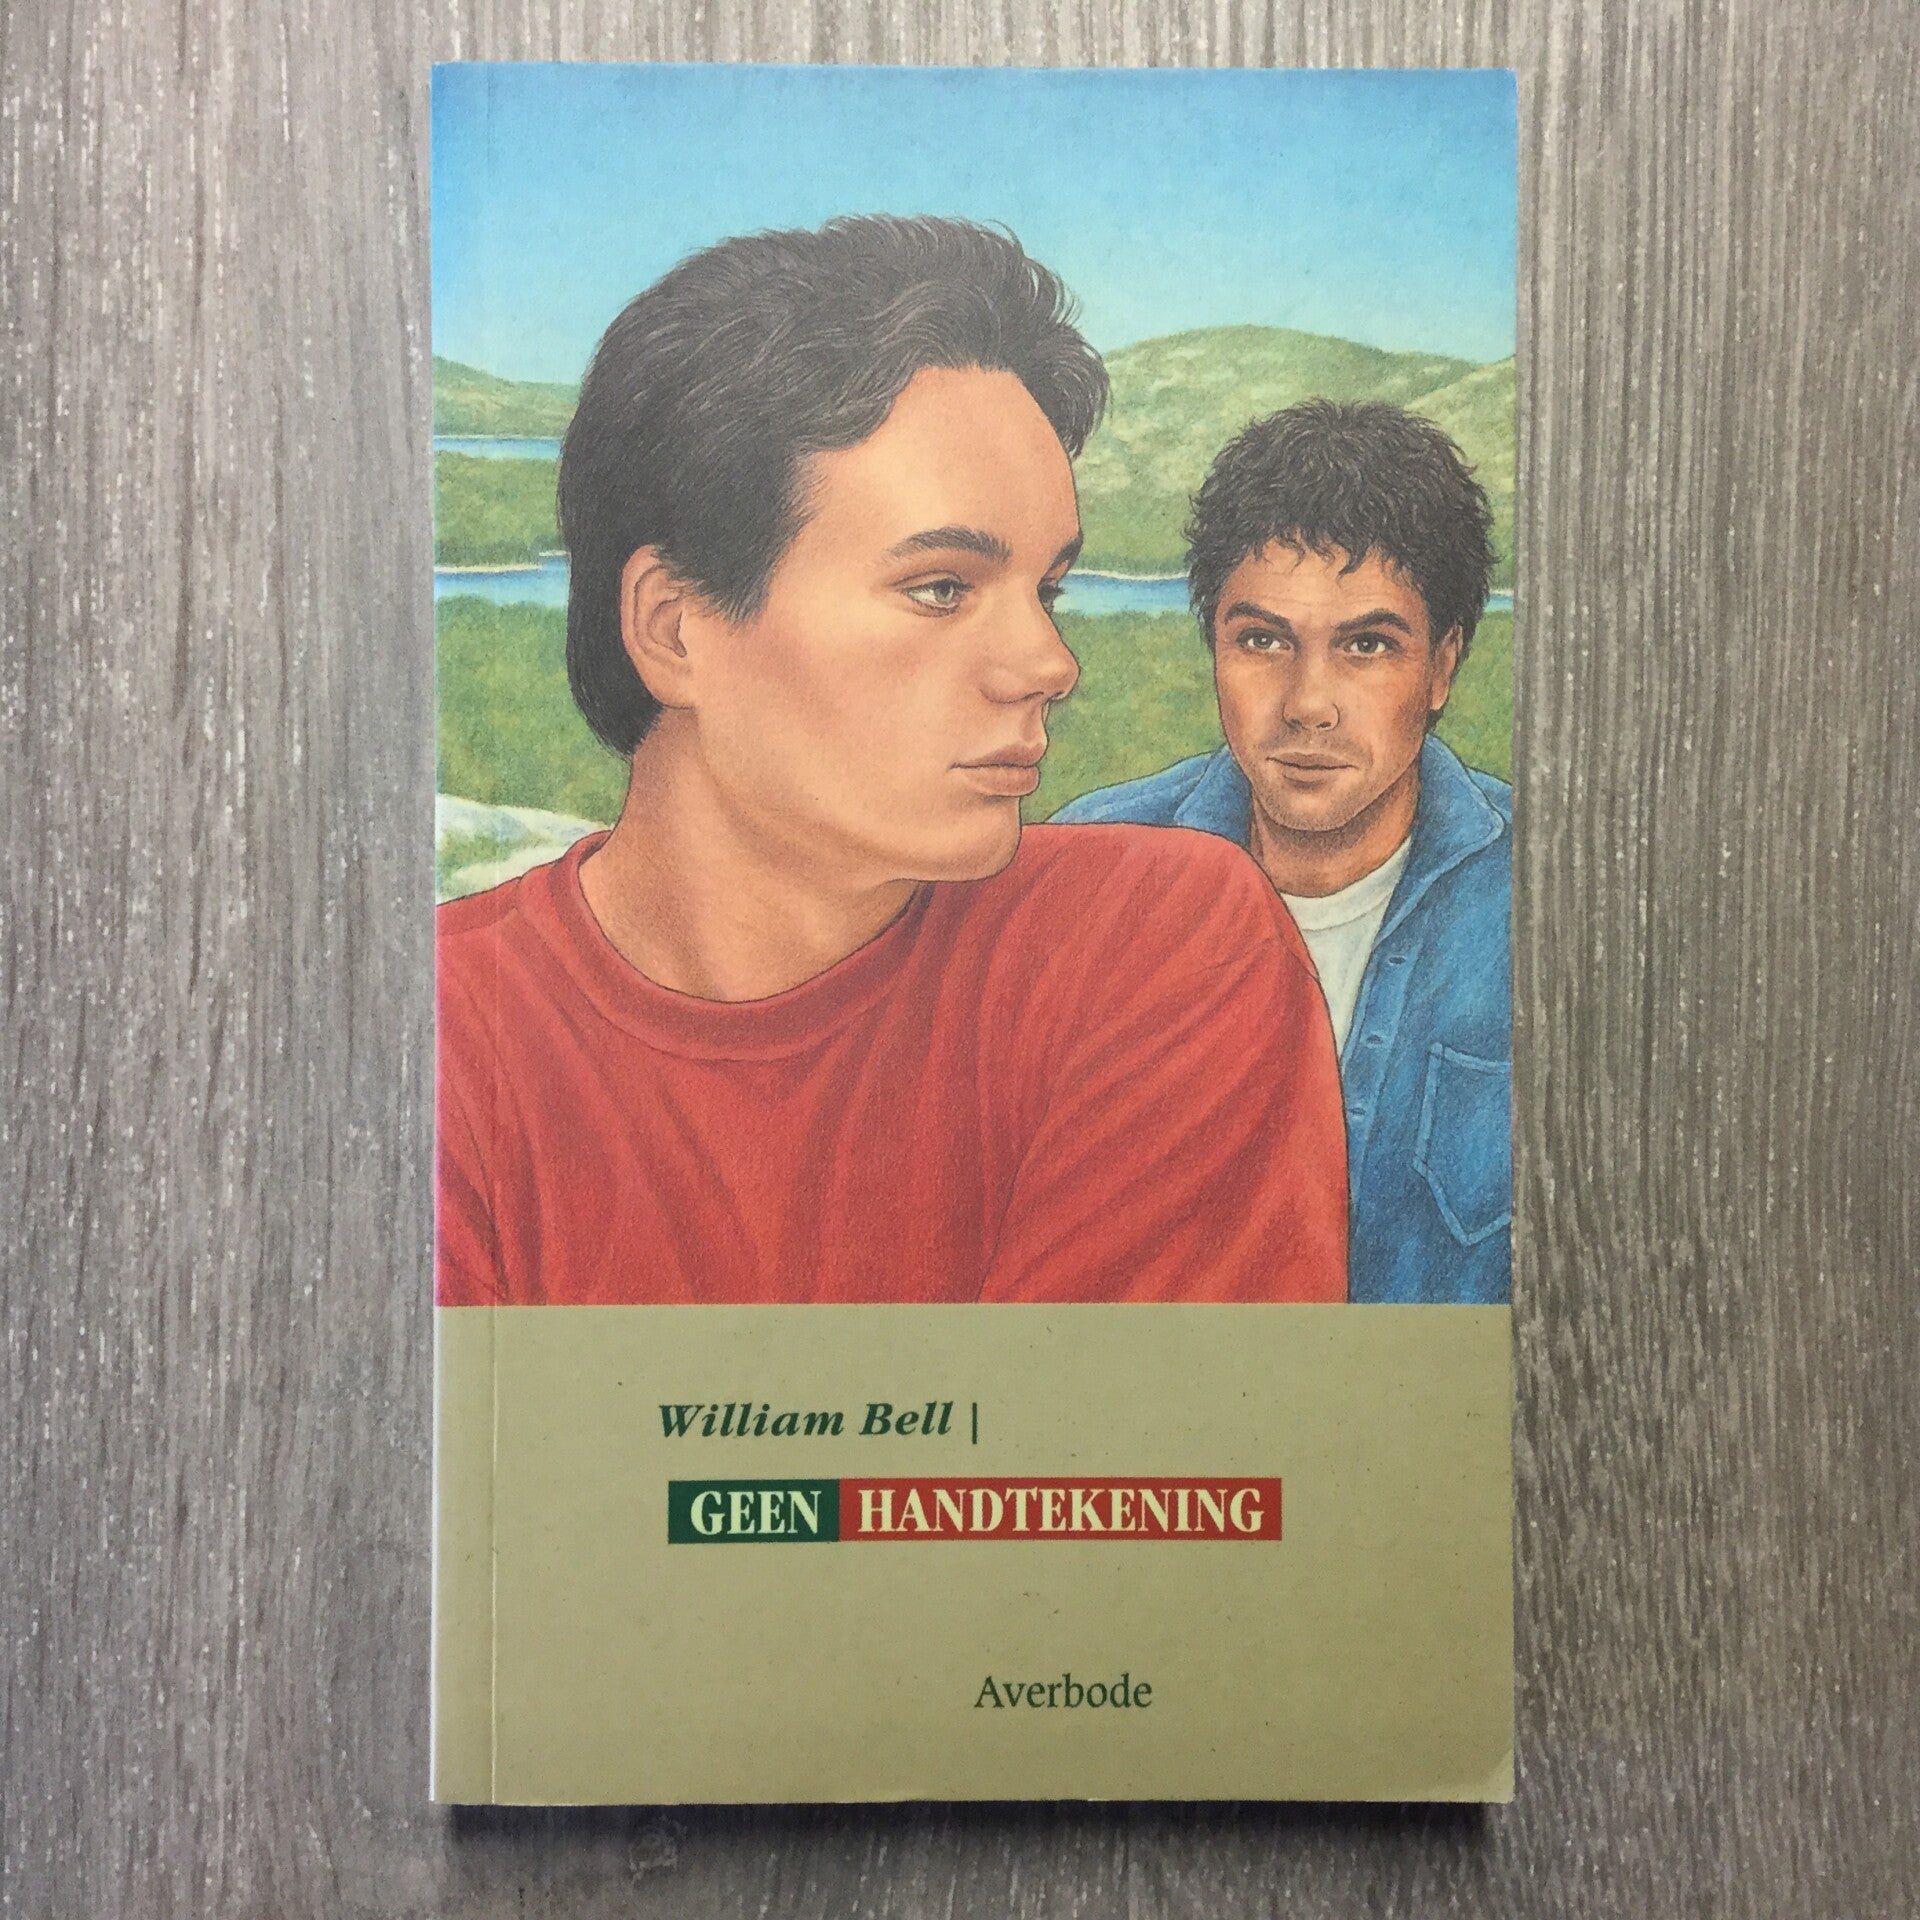 William Bell |
GEEN HANDTEKENING
Averbode